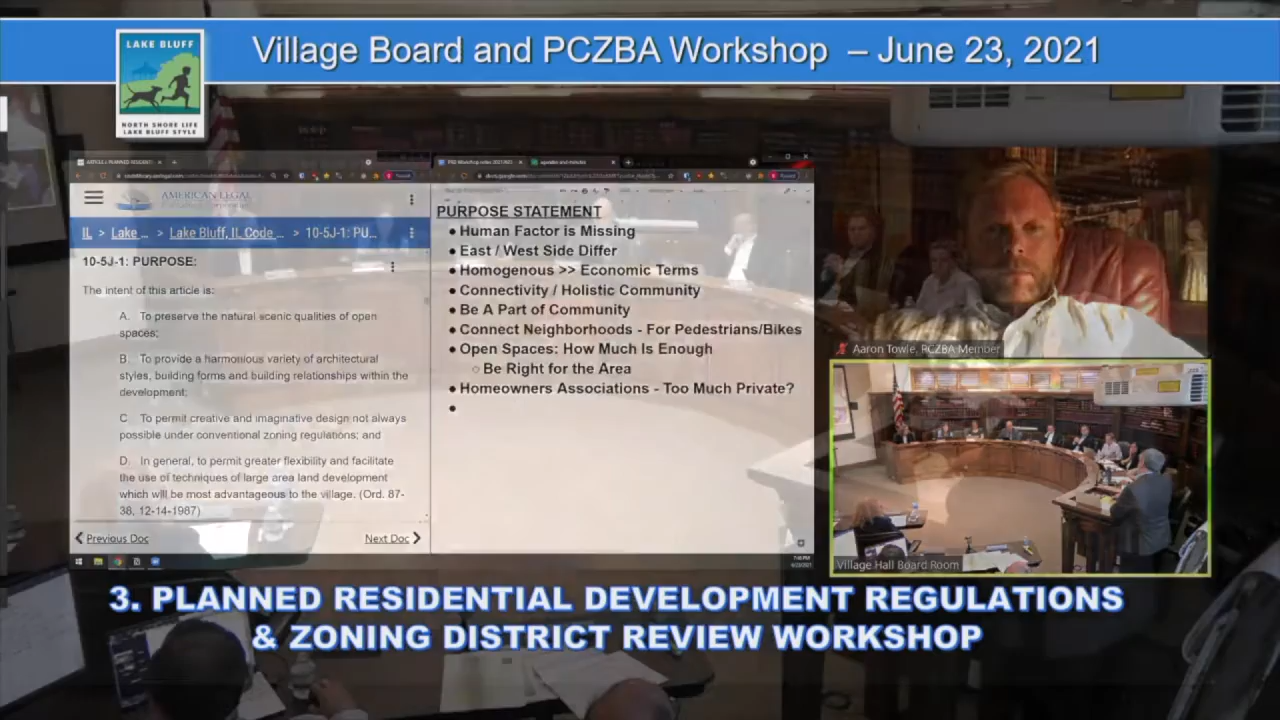 LAKE BLUFF
NORTH SHORE LIFE
LAKE BLUFF STYLE
Village Board and PCZBA Workshop – June 23, 2021
AMERICAN LEGAL
IL > Lake ... > Lake Bluff, IL Code ... > 10-5J-1: PU...
10-5J-1: PURPOSE:
The intent of this article is:
A. To preserve the natural scenic qualities of open
spaces;
B. To provide a harmonious variety of architectural
styles, building forms and building relationships within the
development;
C. To permit creative and imaginative design not always
possible under conventional zoning regulations; and
D. In general, to permit greater flexibility and facilitate
the use of techniques of large area land development
which will be most advantageous to the village. (Ord. 87-
38, 12-14-1987)
Previous Doc
Next Doc
PURPOSE STATEMENT
• Human Factor is Missing
• East / West Side Differ
• Homogenous >> Economic Terms
• Connectivity / Holistic Community
• Be A Part of Community
• Connect Neighborhoods - For Pedestrians/Bikes
• Open Spaces: How Much Is Enough
○ Be Right for the Area
• Homeowners Associations - Too Much Private?
•
Aaron Towle, PCZBA Member
Village Hall Board Room
3. PLANNED RESIDENTIAL DEVELOPMENT REGULATIONS
& ZONING DISTRICT REVIEW WORKSHOP